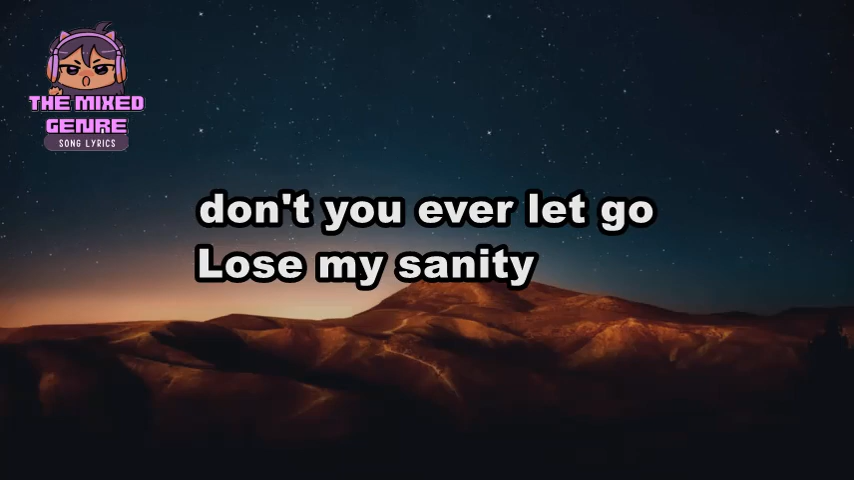 THE MIXED
GENRE
SONG LYRICS
don't you ever let go
Lose my sanity